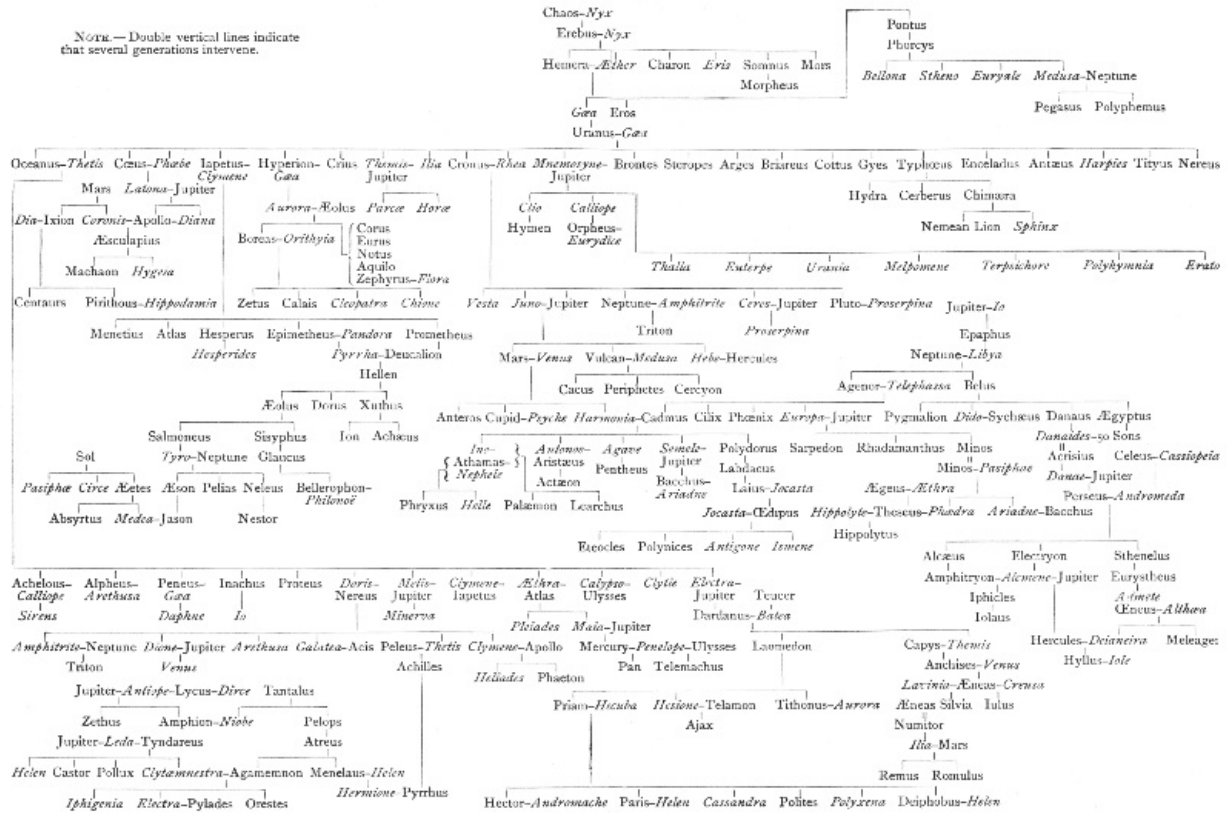 Chaos–Nyx
NOTE.—Double vertical lines indicate
that several generations intervene.
Erebus–Nyx
Pontus
Phorcys
Hemera–Æther Charon Eris Somnus Mors
Bellona Stheno Euryale Medusa–Neptune
Morpheus
Pegasus Polyphemus
Gæa Eros
Uranus–Gæa
Oceanus–Thetis Cœus–Phœbe Iapetus– Hyperion– Crius Themis– Ilia Cronus–Rhea Mnemosyne– Brontes Steropes Arges Briareus Cottus Gyes Typhœus Enceladus Antæus Harpies Tityus Nereus
Clymene Gæa Jupiter Jupiter
Mars Latona–Jupiter
Hydra Cerberus Chimæra
Aurora–Æolus Parcæ Horæ
Clio Calliope
Dia–Ixion Coronis–Apollo–Diana
Hymen Orpheus–
Eurydice
Nemean Lion Sphinx
Æsculapius
Boreas–Orithyia
Corus
Eurus
Notus
Aquilo
Zephyrus–Flora
Machaon Hygeea
Thalia Euterpe Urania Melpomene Terpsichore Polyhymnia Erato
Centaurs Pirithous–Hippodamia Zetus Calais Cleopatra Chione Vesta Juno–Jupiter Neptune–Amphitrite Ceres–Jupiter Pluto–Proserpina Jupiter–Io
Menetius Atlas Hesperus Epimetheus–Pandora Prometheus
Triton Proserpina Epaphus
Hesperides Pyrrha–Deucalion
Mars–Venus Vulcan–Medusa Hebe–Hercules Neptune–Libya
Hellen
Cacus Periphetes Cercyon Agenor–Telephassa Belus
Æolus Dorus Xuthus
Anteros Cupid–Psyche Harmonia–Cadmus Cilix Phœnix Europa–Jupiter Pygmalion Dido–Sychæus Danaus Ægyptus
Salmoneus Sisyphus Ion Achæus
Danaides–50 Sons
Ino–
Athamas–
Nephele
Autonoe–
Aristæus
Actæon
Agave
Pentheus
Semele–
Jupiter
Bacchus–
Ariadne
Polydorus Sarpedon Rhadamanthus Minos
Labdacus Minos–Pasiphae
Laius–Jocasta
Sol
Tyro–Neptune Glaucus
Acrisius Celeus–Cassiopeia
Danae–Jupiter
Pasiphæ Circe Æetes Æson Pelias Neleus Bellerophon–
Philonoë
Ægeus–Æthra
Perseus–Andromeda
Phryxus Helle Palæmon Learchus
Absyrtus Medea–Jason Nestor
Jocasta–Œdipus Hippolyte–Theseus–Phædra Ariadne–Bacchus
Hippolytus
Eteocles Polynices Antigone Ismene
Alcæus Electryon Sthenelus
Achelous– Alpheus– Peneus– Inachus Proteus Doris– Metis– Clymene– Æthra– Calypso– Clytie Electra–
Calliope Arethusa Gæa Nereus Jupiter Iapetus Atlas Ulysses Jupiter Teucer
Amphitryon–Alcmene–Jupiter Eurystheus
Iphicles Admete
Sirens Daphne Io Minerva Dardanus–Batea
Iolaus Œneus–Althæa
Pleiades Maia–Jupiter
Amphitrite–Neptune Dione–Jupiter Arethusa Galatea–Acis Peleus–Thetis Clymene–Apollo Mercury–Penelope–Ulysses Laomedon Capys–Themis
Hercules–Deianeira Meleager
Triton Venus Achilles Pan Telemachus Anchises–Venus Hyllus–Iole
Heliades Phaeton
Lavinia–Æneas–Creusa
Jupiter–Antiope–Lycus–Dirce Tantalus
Priam–Hecuba Hesione–Telamon Tithonus–Aurora Æneas Silvia Iulus
Zethus Amphion–Niobe Pelops
Ajax Numitor
Jupiter–Leda–Tyndareus Atreus
Ilia–Mars
Helen Castor Pollux Clytæmnestra–Agamemnon Menelaus–Helen
Remus Romulus
Hermione–Pyrrhus
Iphigenia Electra–Pylades Orestes
Hector–Andromache Paris–Helen Cassandra Polites Polyxena Deiphobus–Helen